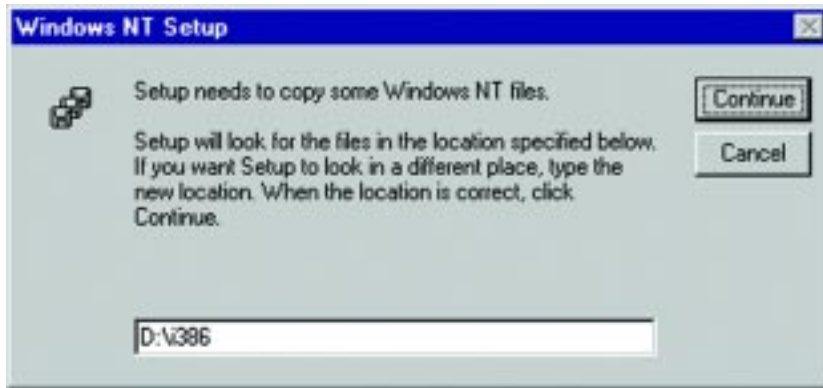 Windows NT Setup
Setup needs to copy some Windows NT files.
Continue
Setup will look for the files in the location specified below.
If you want Setup to look in a different place, type the
new location. When the location is correct, click
Continue.
Cancel
D:\i386